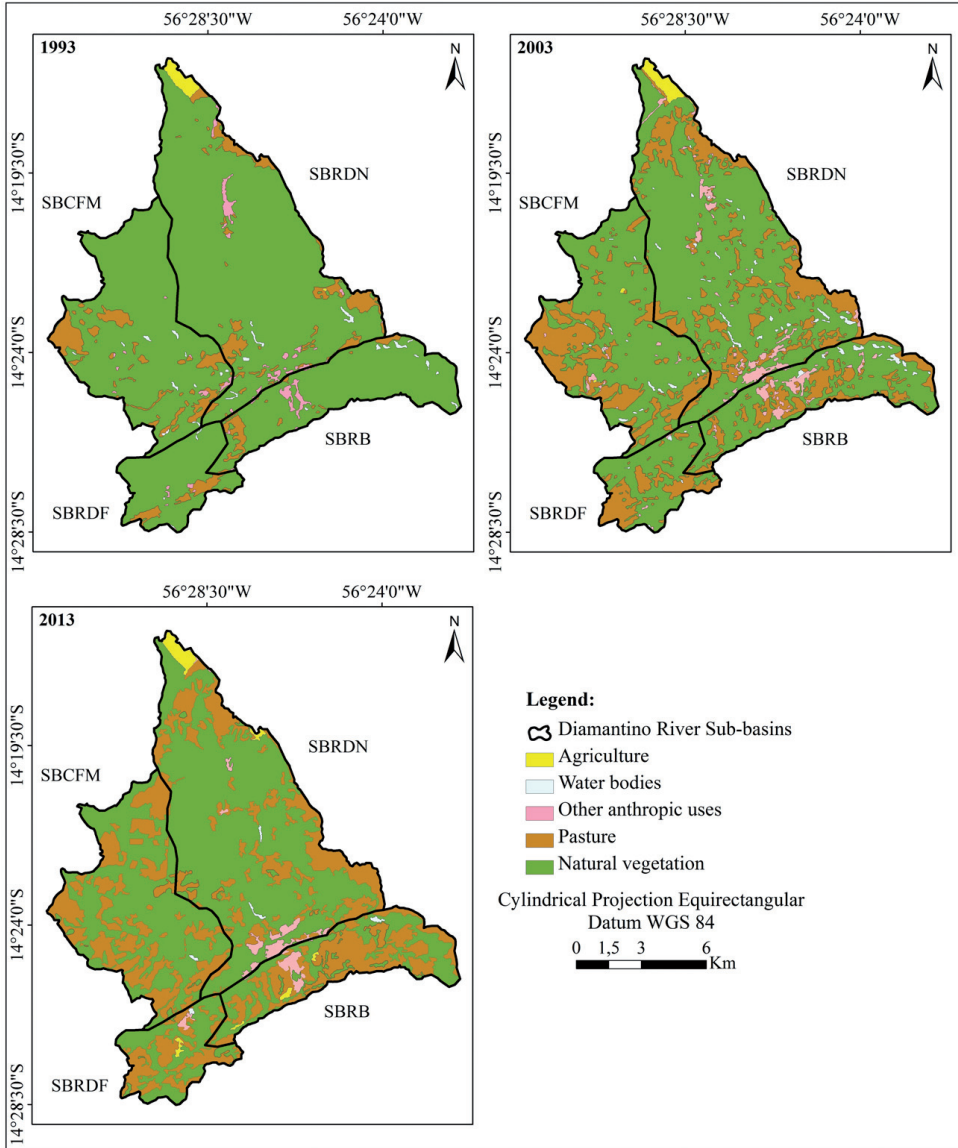 56°28'30"W 56°24'0"W
56°28'30"W 56°24'0"W
1993
N
14°19'30"S
SBRDN
SBCFM
14°24'0"S
SBRB
SBRDF
14°28'30"S
2003
N
14°19'30"S
SBRDN
SBCFM
14°24'0"S
SBRB
SBRDF
14°28'30"S
56°28'30"W 56°24'0"W
2013
N
14°19'30"S
SBRDN
SBCFM
14°24'0"S
SBRB
SBRDF
14°28'30"S
Legend:
Diamantino River Sub-basins
Agriculture
Water bodies
Other anthropic uses
Pasture
Natural vegetation
Cylindrical Projection Equirectangular
Datum WGS 84
0 1,5 3 6
Km